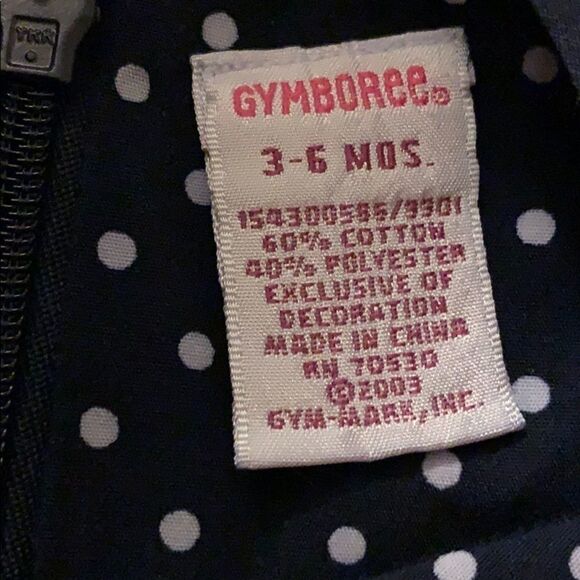 YKK
GYMBOREE®
3-6 MOS.
154300586/9901
60% COTTON
40% POLYESTER
EXCLUSIVE OF
DECORATION
MADE IN CHINA
RN 70530
©2003
GYM-MARK, INC.